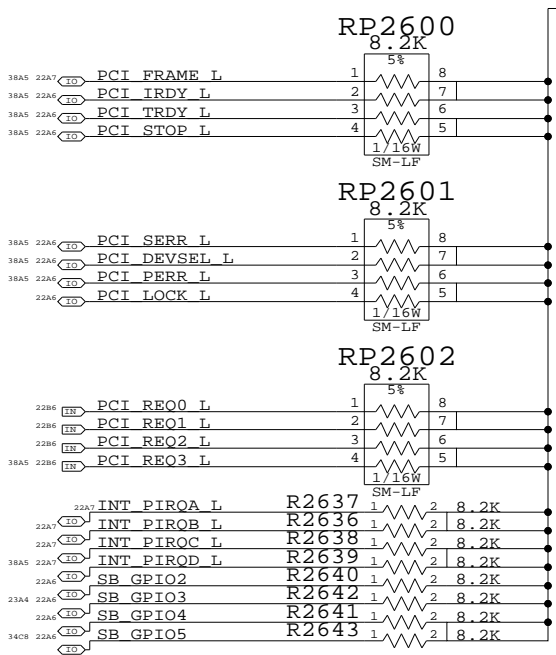 RP2600
8.2K
5%
38A5 22A7 IO PCI_FRAME_L 1 8
38A5 22A6 IO PCI_IRDY_L 2 7
38A5 22A6 IO PCI_TRDY_L 3 6
38A5 22A6 IO PCI_STOP_L 4 5
1/16W
SM-LF
RP2601
8.2K
5%
38A5 22A6 IO PCI_SERR_L 1 8
38A5 22A6 IO PCI_DEVSEL_L 2 7
38A5 22A6 IO PCI_PERR_L 3 6
22A6 IO PCI_LOCK_L 4 5
1/16W
SM-LF
RP2602
8.2K
5%
22B6 IN PCI_REQ0_L 1 8
22B6 IN PCI_REQ1_L 2 7
22B6 IN PCI_REQ2_L 3 6
38A5 22B6 IN PCI_REQ3_L 4 5
1/16W
SM-LF
22A7 IO INT_PIRQA_L R2637 1 2 8.2K
22A7 IO INT_PIRQB_L R2636 1 2 8.2K
22A7 IO INT_PIRQC_L R2638 1 2 8.2K
38A5 22A7 IO INT_PIRQD_L R2639 1 2 8.2K
22A6 IO SB_GPIO2 R2640 1 2 8.2K
23A4 22A6 IO SB_GPIO3 R2642 1 2 8.2K
22A6 IO SB_GPIO4 R2641 1 2 8.2K
34C8 22A6 IO SB_GPIO5 R2643 1 2 8.2K